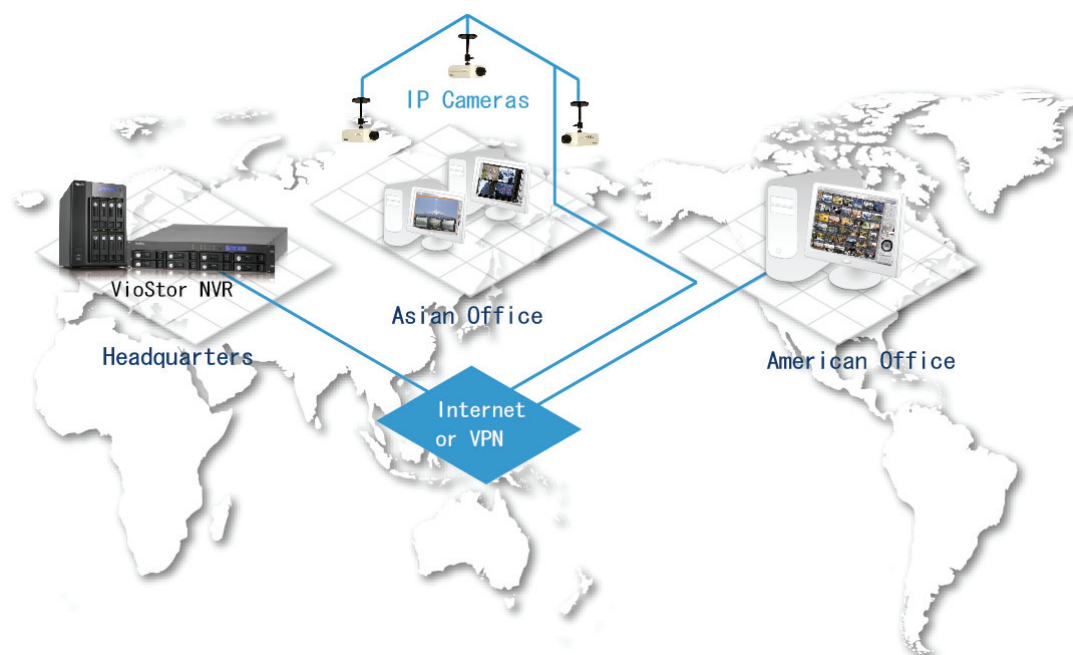 IP Cameras
VioStor NVR
Asian Office
Headquarters
American Office
Internet
or VPN